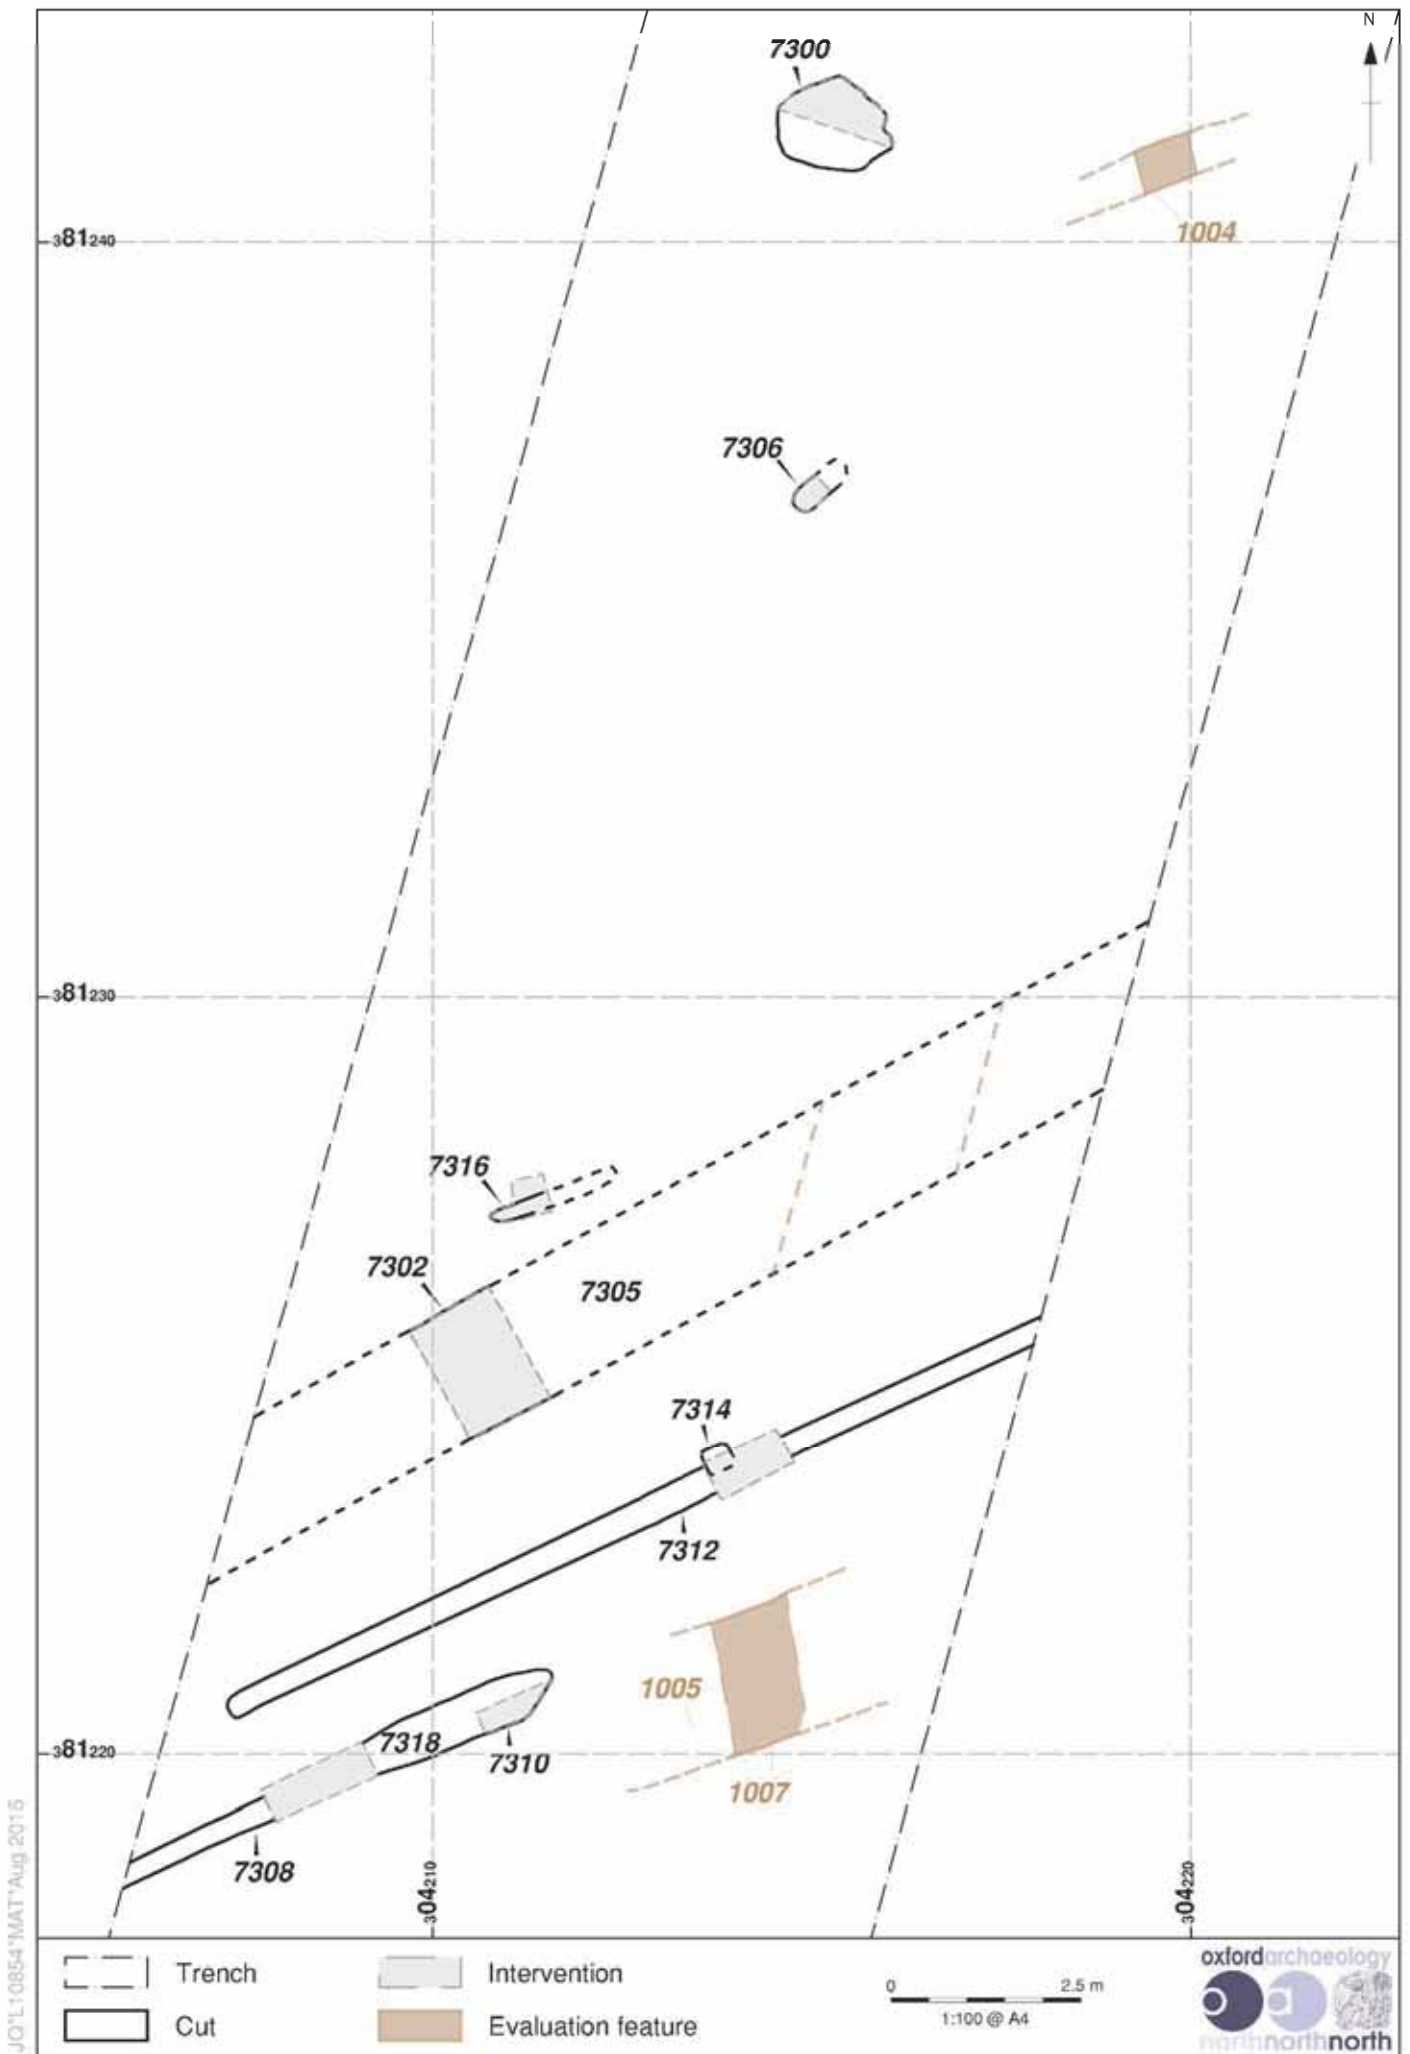 N
7300
1004
381240
7306
381230
7316
7302
7305
7314
7312
1005
7318
7310
381220
1007
7308
304210
304220
JQ*L10854*MAT*Aug 2015
Trench
Intervention
Cut
Evaluation feature
0 2.5 m
1:100 @ A4
oxfordarchaeology
oa
northnorthnorth